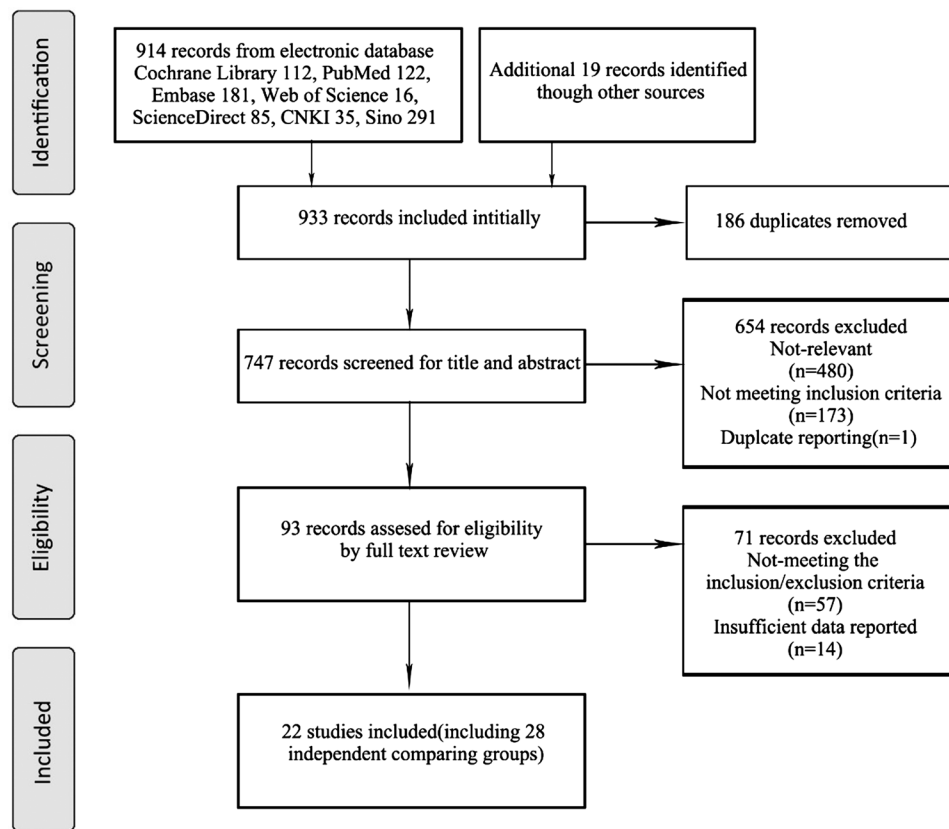 Identification
914 records from electronic database
Cochrane Library 112, PubMed 122,
Embase 181, Web of Science 16,
ScienceDirect 85, CNKI 35, Sino 291
Additional 19 records identified
though other sources
933 records included intitially
186 duplicates removed
Screeening
747 records screened for title and abstract
654 records excluded
Not-relevant
(n=480)
Not meeting inclusion criteria
(n=173)
Duplcate reporting(n=1)
Eligibility
93 records assesed for eligibility
by full text review
71 records excluded
Not-meeting the
inclusion/exclusion criteria
(n=57)
Insufficient data reported
(n=14)
Included
22 studies included(including 28
independent comparing groups)